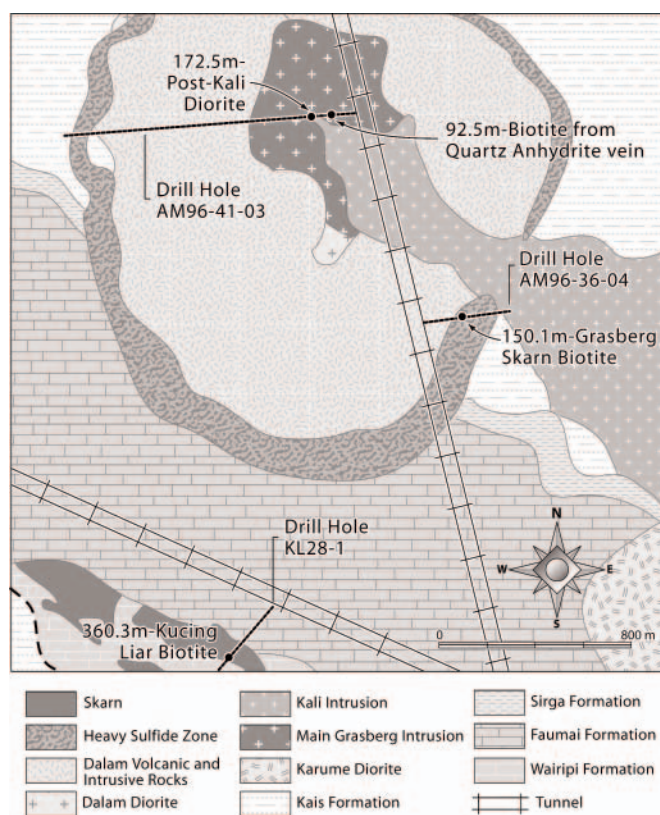 172.5m-
Post-Kali
Diorite
92.5m-Biotite from
Quartz Anhydrite vein
Drill Hole
AM96-41-03
Drill Hole
AM96-36-04
150.1m-Grasberg
Skarn Biotite
Drill Hole
KL28-1
N
W
E
S
360.3m-Kucing
Liar Biotite
0
800 m
Skarn
Kali Intrusion
Sirga Formation
Heavy Sulfide Zone
Main Grasberg Intrusion
Faumai Formation
Dalam Volcanic and
Intrusive Rocks
Karume Diorite
Wairipi Formation
Dalam Diorite
Kais Formation
Tunnel